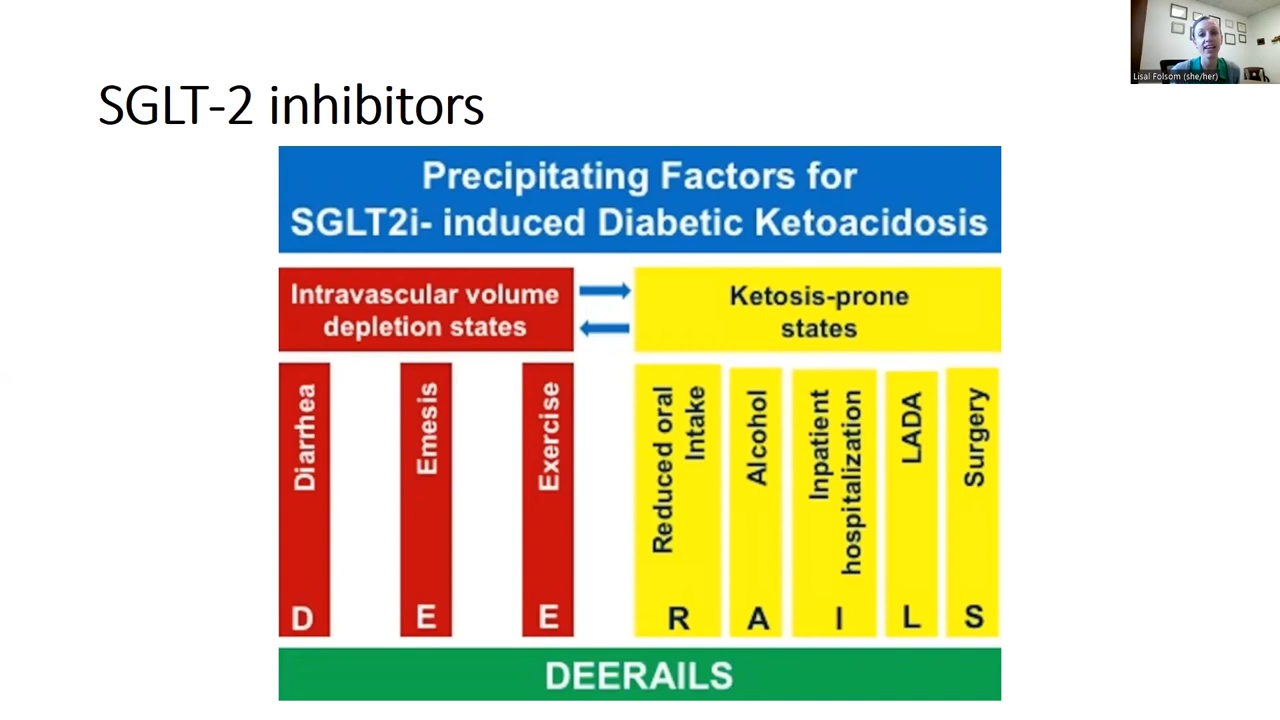 Lisal Folsom (she/her)
SGLT-2 inhibitors
Precipitating Factors for
SGLT2i- induced Diabetic Ketoacidosis
Intravascular volume
depletion states
Ketosis-prone
states
Diarrhea
Emesis
Exercise
Reduced oral
Intake
Alcohol
Inpatient
hospitalization
LADA
Surgery
D E E R A I L S
DEERAILS